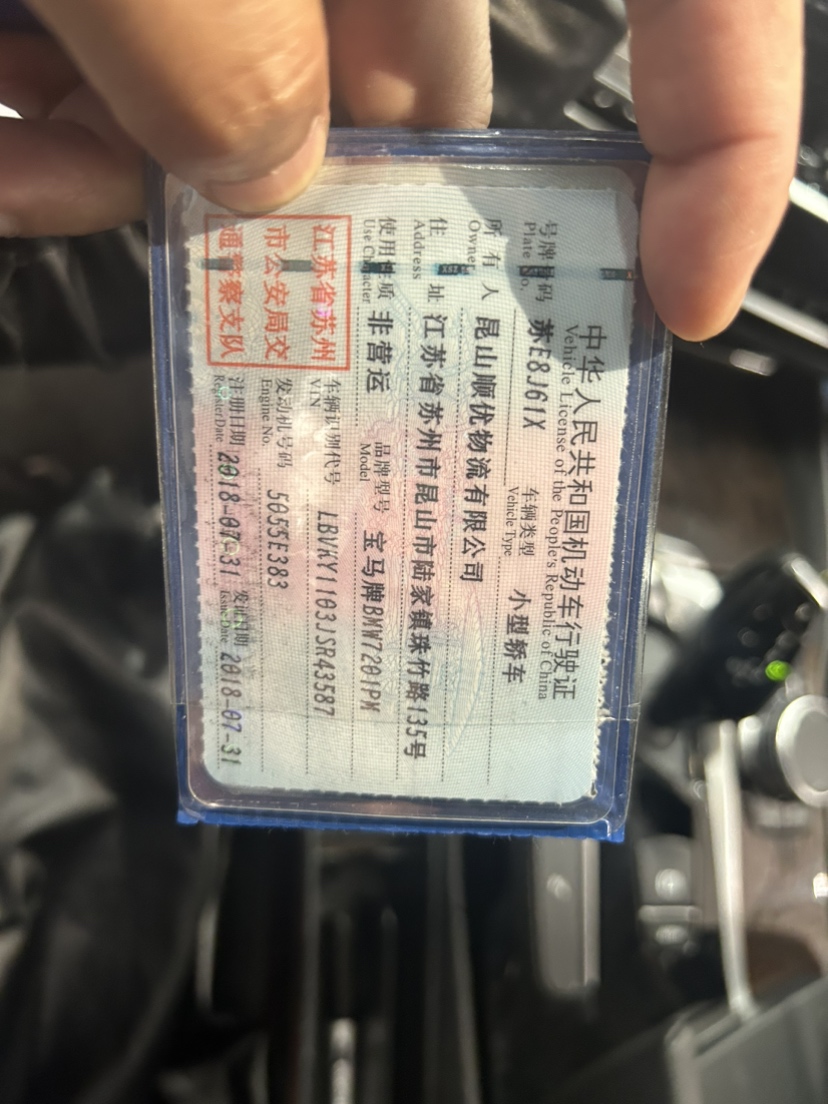 中华人民共和国机动车行驶证
Vehicle License of the People's Republic of China
号牌号码 苏E8J61X 车辆类型 小型轿车
Plate No. Vehicle Type
所有人 昆山顺优物流有限公司
Owner
住址 江苏省苏州市昆山市陆家镇珠竹路135号
Address
使用性质 非营运 品牌型号 宝马牌BMW7201PM
Use Character Model
江苏省苏州
市公安局交
通警察支队
车辆识别代号 LBVKY1103JSR43587
VIN
发动机号码 5055E383
Engine No.
注册日期 2018-07-31 发证日期 2018-07-31
Register Date Issue Date